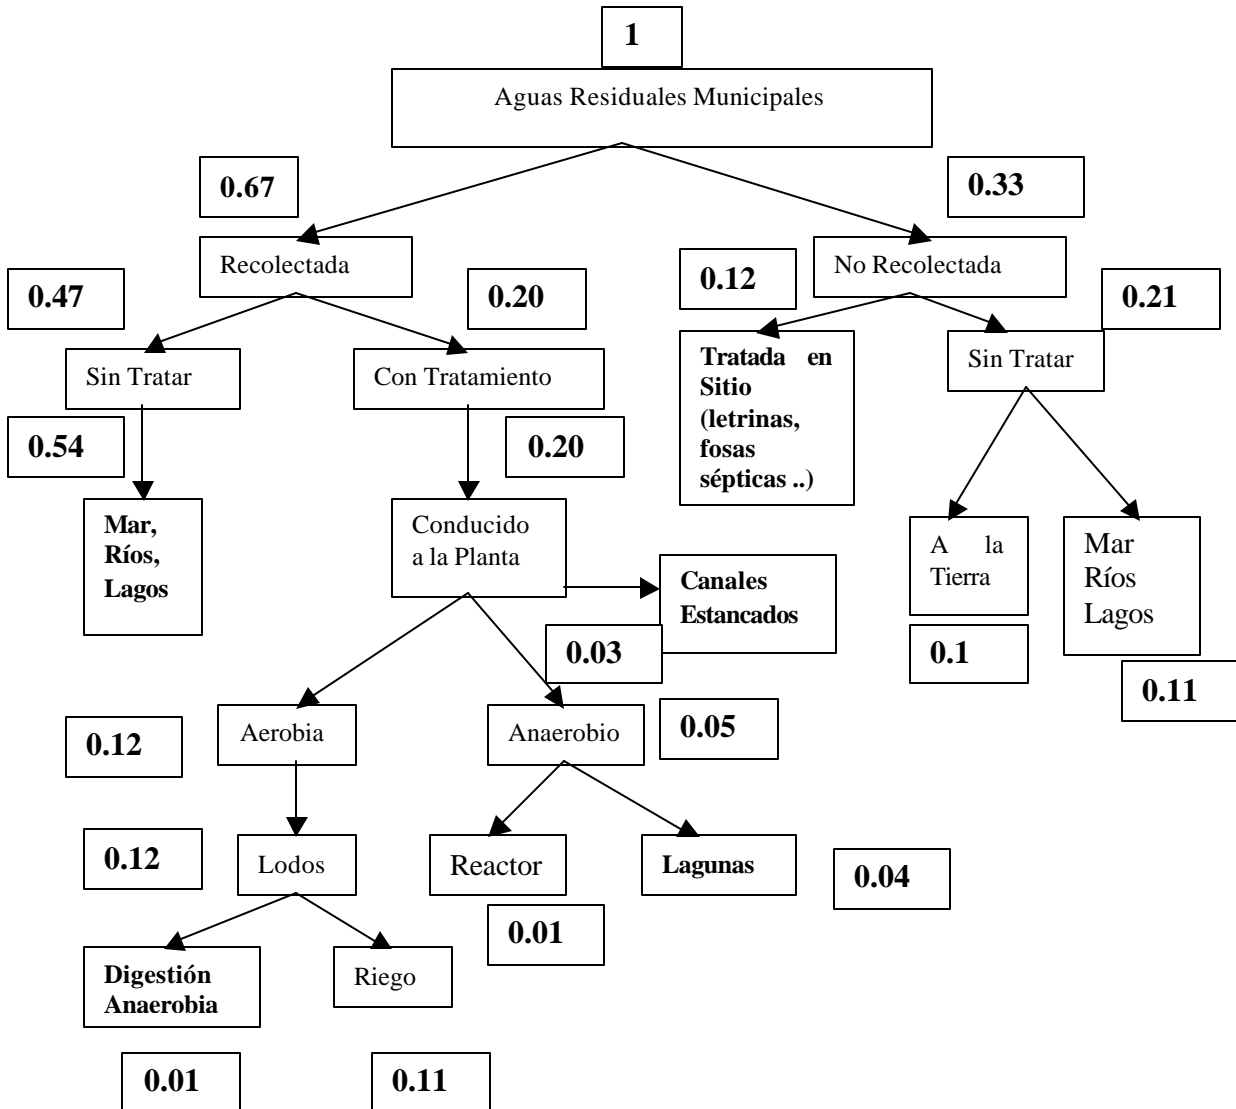 1
Aguas Residuales Municipales
0.67
0.33
Recolectada
No Recolectada
0.47
0.20
0.12
0.21
Sin Tratar
Con Tratamiento
Tratada en
Sitio
(letrinas,
fosas
sépticas ..)
Sin Tratar
0.54
0.20
Mar,
Ríos,
Lagos
Conducido
a la Planta
Canales
Estancados
A la
Tierra
Mar
Ríos
Lagos
0.03
0.1
0.11
0.12
Aerobia
Anaerobio
0.05
0.12
Lodos
Reactor
Lagunas
0.04
0.01
Digestión
Anaerobia
Riego
0.01
0.11